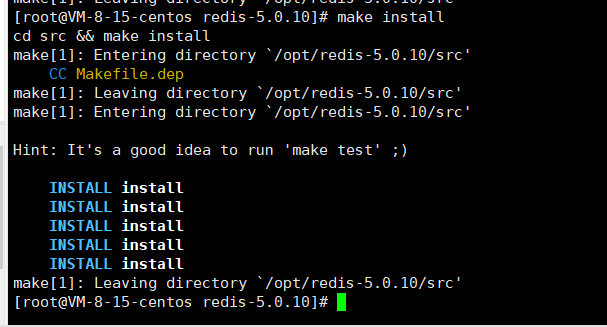 make[1]: Leaving directory `/opt/redis-5.0.10/src'
[root@VM-8-15-centos redis-5.0.10]# make install
cd src && make install
make[1]: Entering directory `/opt/redis-5.0.10/src'
    CC Makefile.dep
make[1]: Leaving directory `/opt/redis-5.0.10/src'
make[1]: Entering directory `/opt/redis-5.0.10/src'
Hint: It's a good idea to run 'make test' ;)
    INSTALL install
    INSTALL install
    INSTALL install
    INSTALL install
    INSTALL install
make[1]: Leaving directory `/opt/redis-5.0.10/src'
[root@VM-8-15-centos redis-5.0.10]#